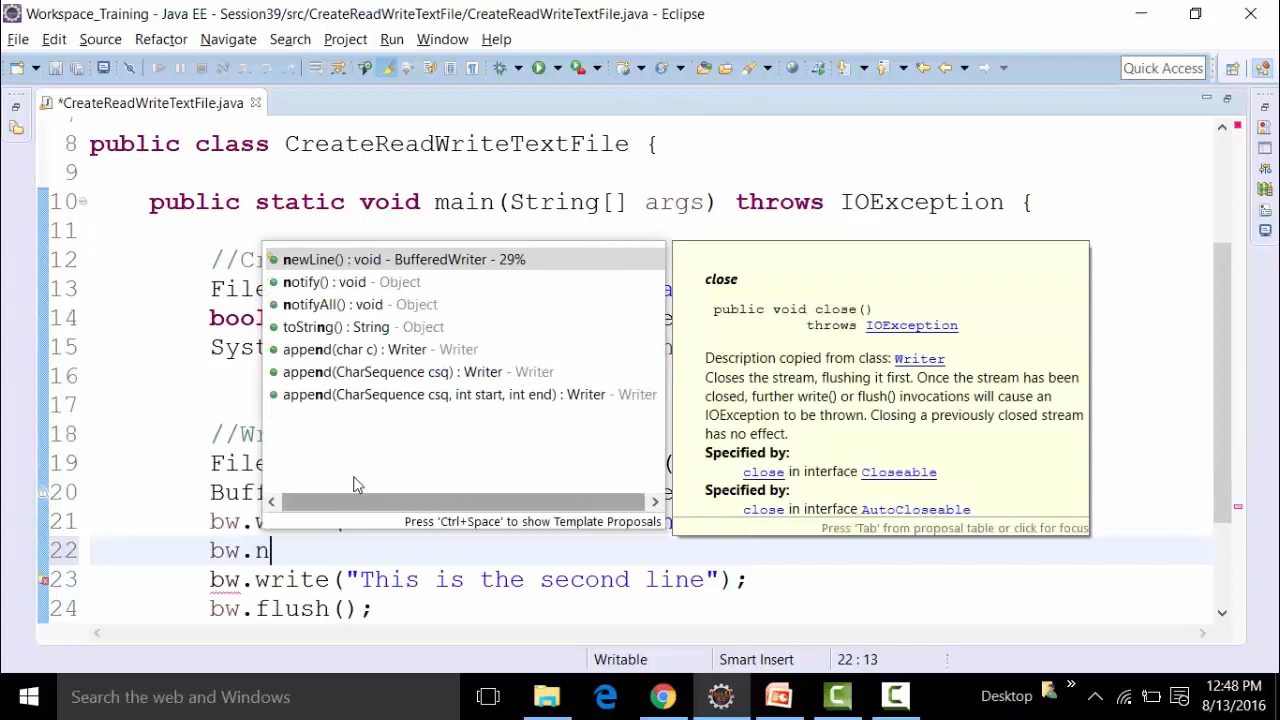 Workspace_Training - Java EE - Session39/src/CreateReadWriteTextFile/CreateReadWriteTextFile.java - Eclipse
File Edit Source Refactor Navigate Search Project Run Window Help
Quick Access
*CreateReadWriteTextFile.java
8 public class CreateReadWriteTextFile {
9
10 public static void main(String[] args) throws IOException {
11
12 //C
13 File
14 bool
15 Syst
16
17
18 //W
19 File
20 Buff
21 bw.w
22 bw.n
23 bw.write("This is the second line");
24 bw.flush();
newLine() : void - BufferedWriter - 29%
notify() : void - Object
notifyAll() : void - Object
toString() : String - Object
append(char c) : Writer - Writer
append(CharSequence csq) : Writer - Writer
append(CharSequence csq, int start, int end) : Writer - Writer
Press 'Ctrl+Space' to show Template Proposals
close
public void close()
throws IOException
Description copied from class: Writer
Closes the stream, flushing it first. Once the stream has been
closed, further write() or flush() invocations will cause an
IOException to be thrown. Closing a previously closed stream
has no effect.
Specified by:
close in interface Closeable
Specified by:
close in interface AutoCloseable
Press 'Tab' from proposal table or click for focus
Writable Smart Insert 22 : 13
Search the web and Windows
Desktop
12:48 PM
8/13/2016